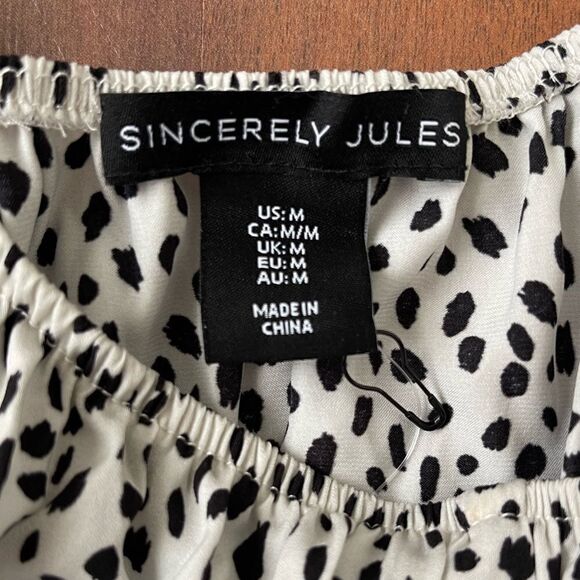 SINCERELY JULES
US: M
CA: M/M
UK: M
EU: M
AU: M
MADE IN
CHINA